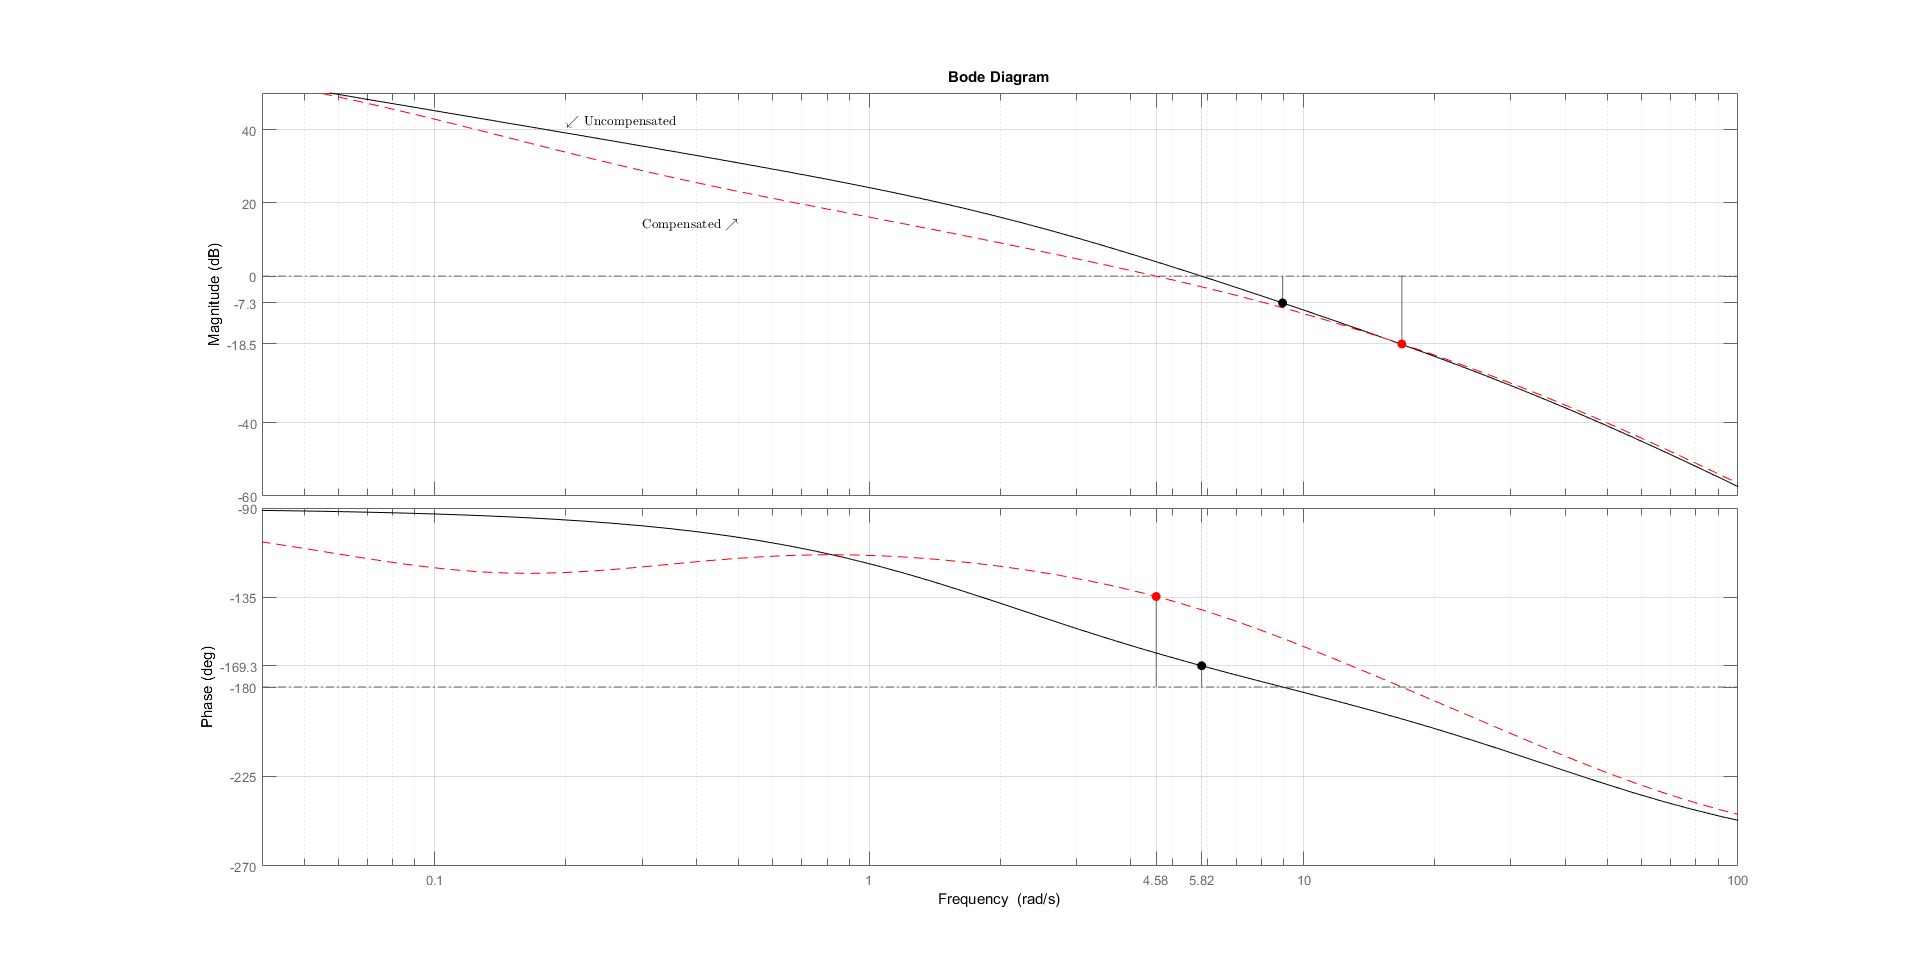 Bode Diagram
40
↙ Uncompensated
20
Compensated ↗
0
-7.3
-18.5
-40
-60
Magnitude (dB)
-90
-135
-169.3
-180
-225
-270
Phase (deg)
0.1 1 4.58 5.82 10 100
Frequency (rad/s)